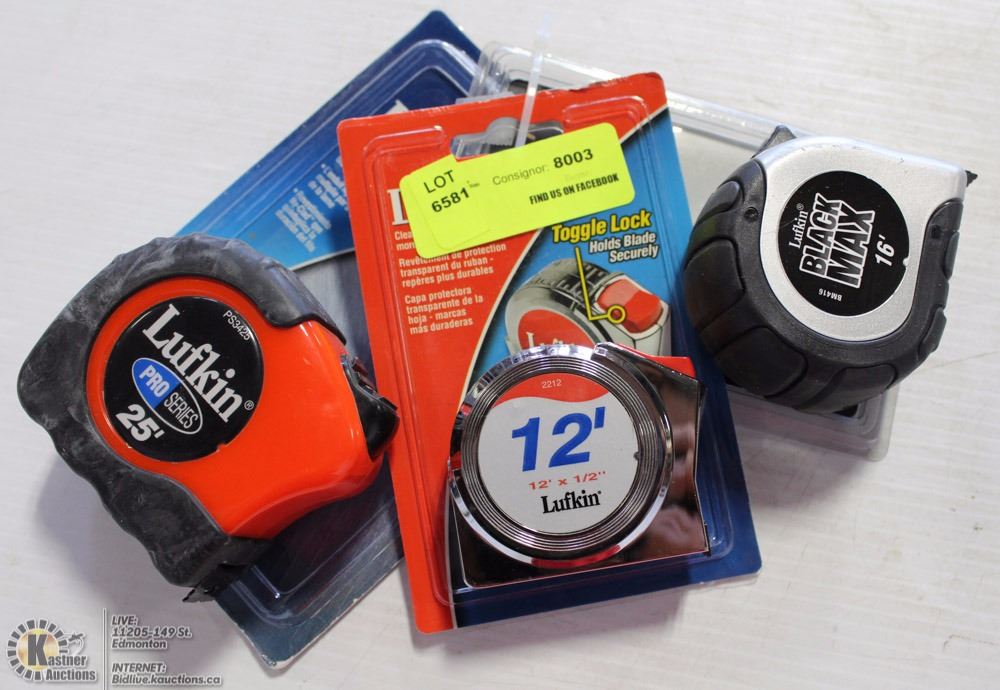 LOT
6581
Consignor: 8003
FIND US ON FACEBOOK
Toggle Lock
Holds Blade
Securely
Revêtement de protection
transparent du ruban -
repères plus durables
Capa protectora
transparente de la
hoja - marcas
más duraderas
PS3425
Lufkin®
PRO SERIES
25'
2212
12'
12' x 1/2"
Lufkin®
Lufkin®
BLACK
MAX
16'
BM416
Kastner
Auctions
LIVE:
11205-149 St.
Edmonton
INTERNET:
Bidlive.kauctions.ca